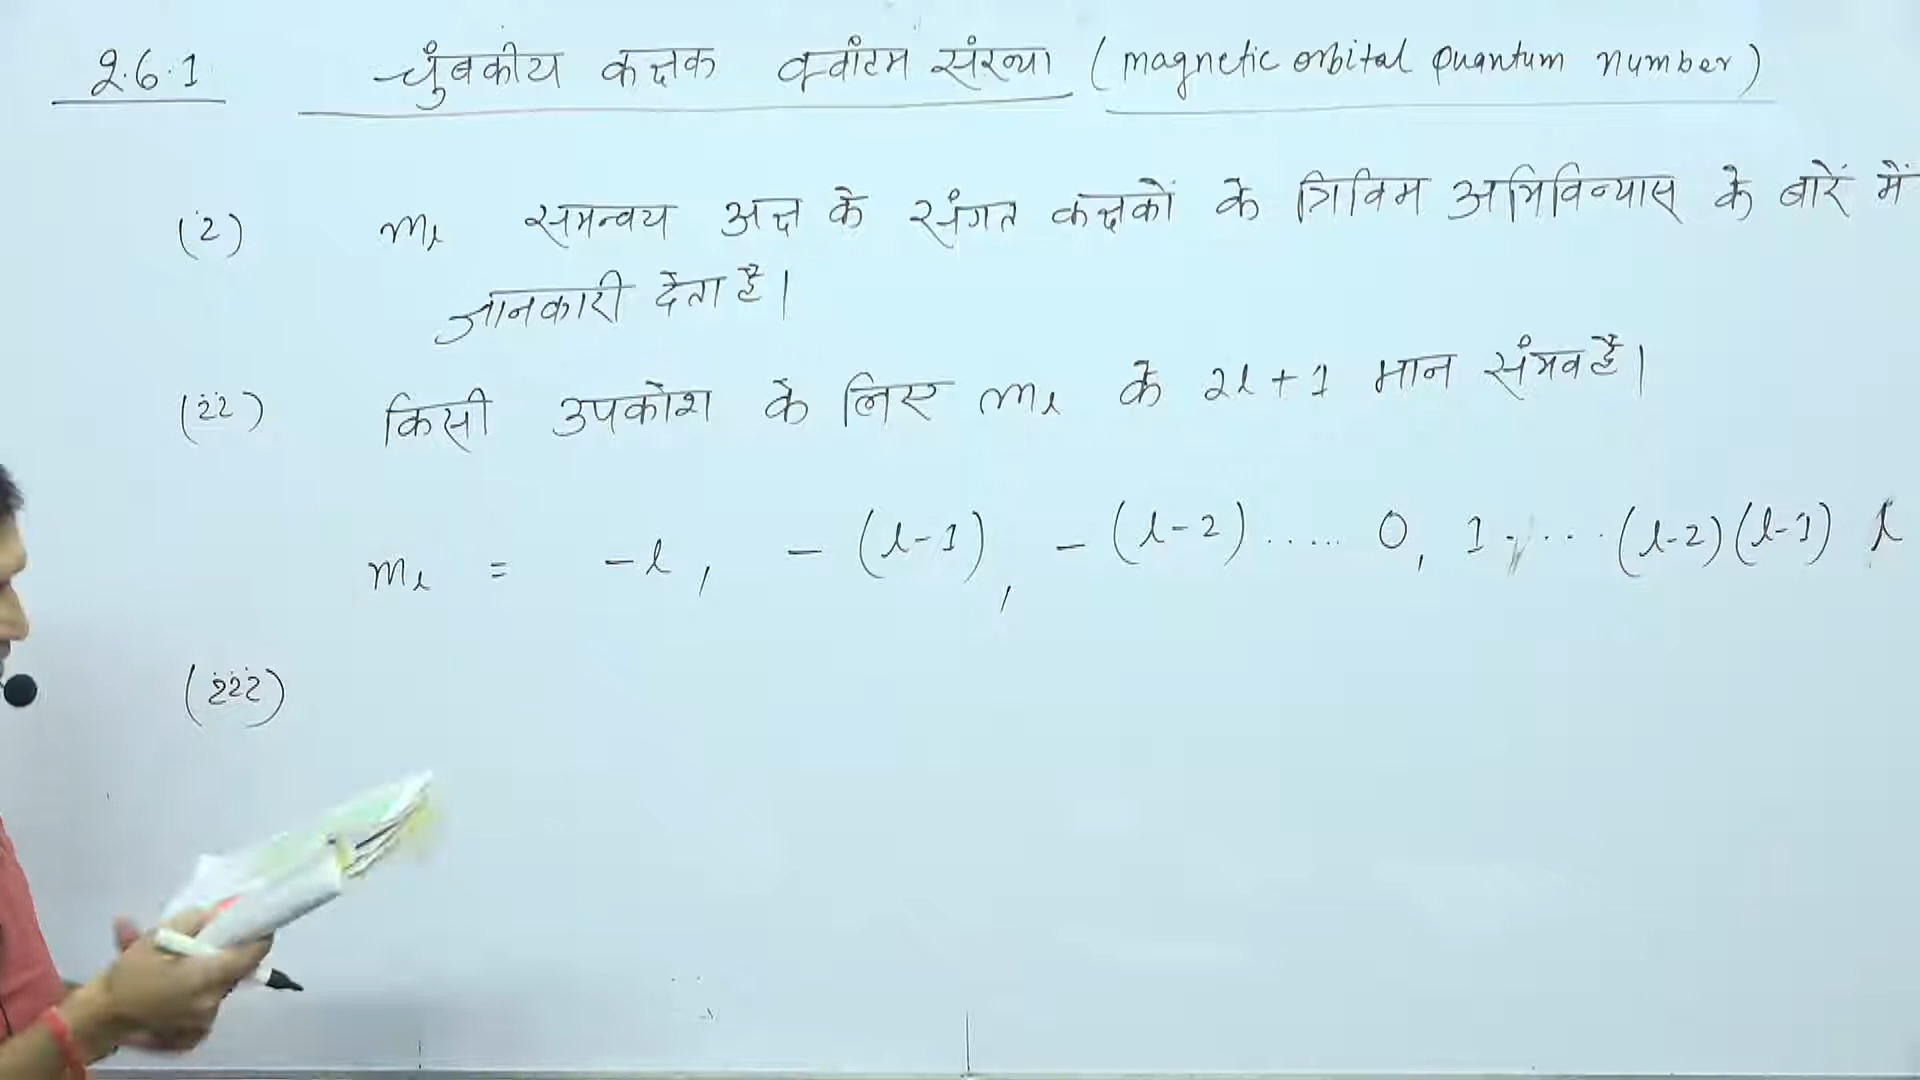 2.6.1 चुंबकीय कक्षक क्वांटम संख्या (magnetic orbital quantum number)
(i) mₗ समन्वय अक्ष के संगत कक्षकों के त्रिविम अभिविन्यास के बारें में
जानकारी देता है।
(ii) किसी उपकोश के लिए mₗ के 2l+1 मान संभव है।
mₗ = -l, -(l-1), -(l-2)..... 0, 1.....(l-2)(l-1) l
(iii)